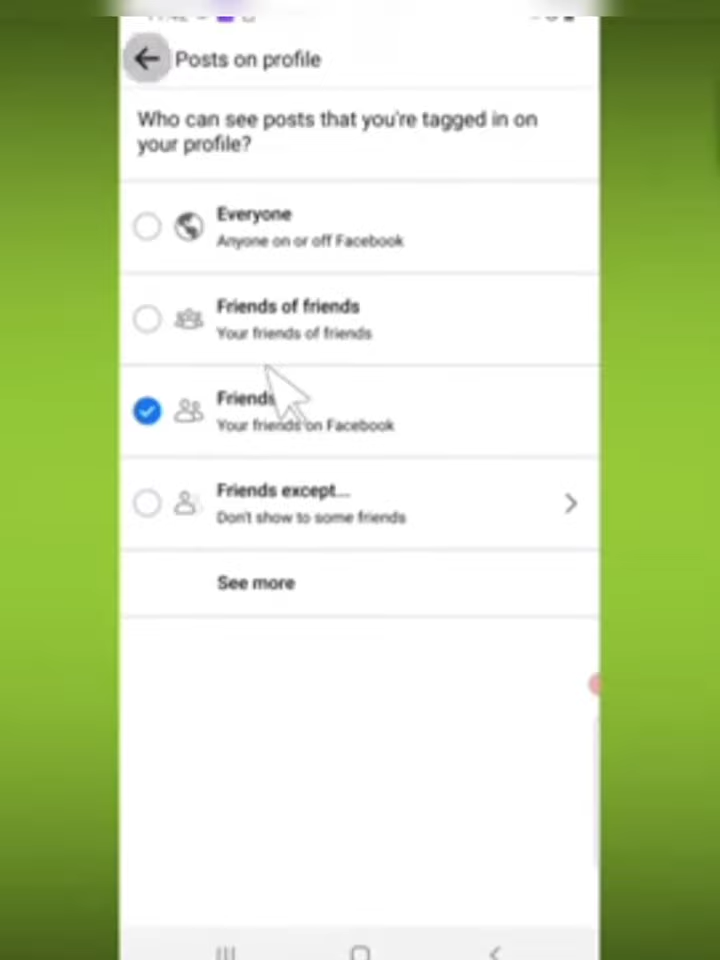 Posts on profile
Who can see posts that you're tagged in on
your profile?
Everyone
Anyone on or off Facebook
Friends of friends
Your friends of friends
Friends
Your friends on Facebook
Friends except...
Don't show to some friends
See more